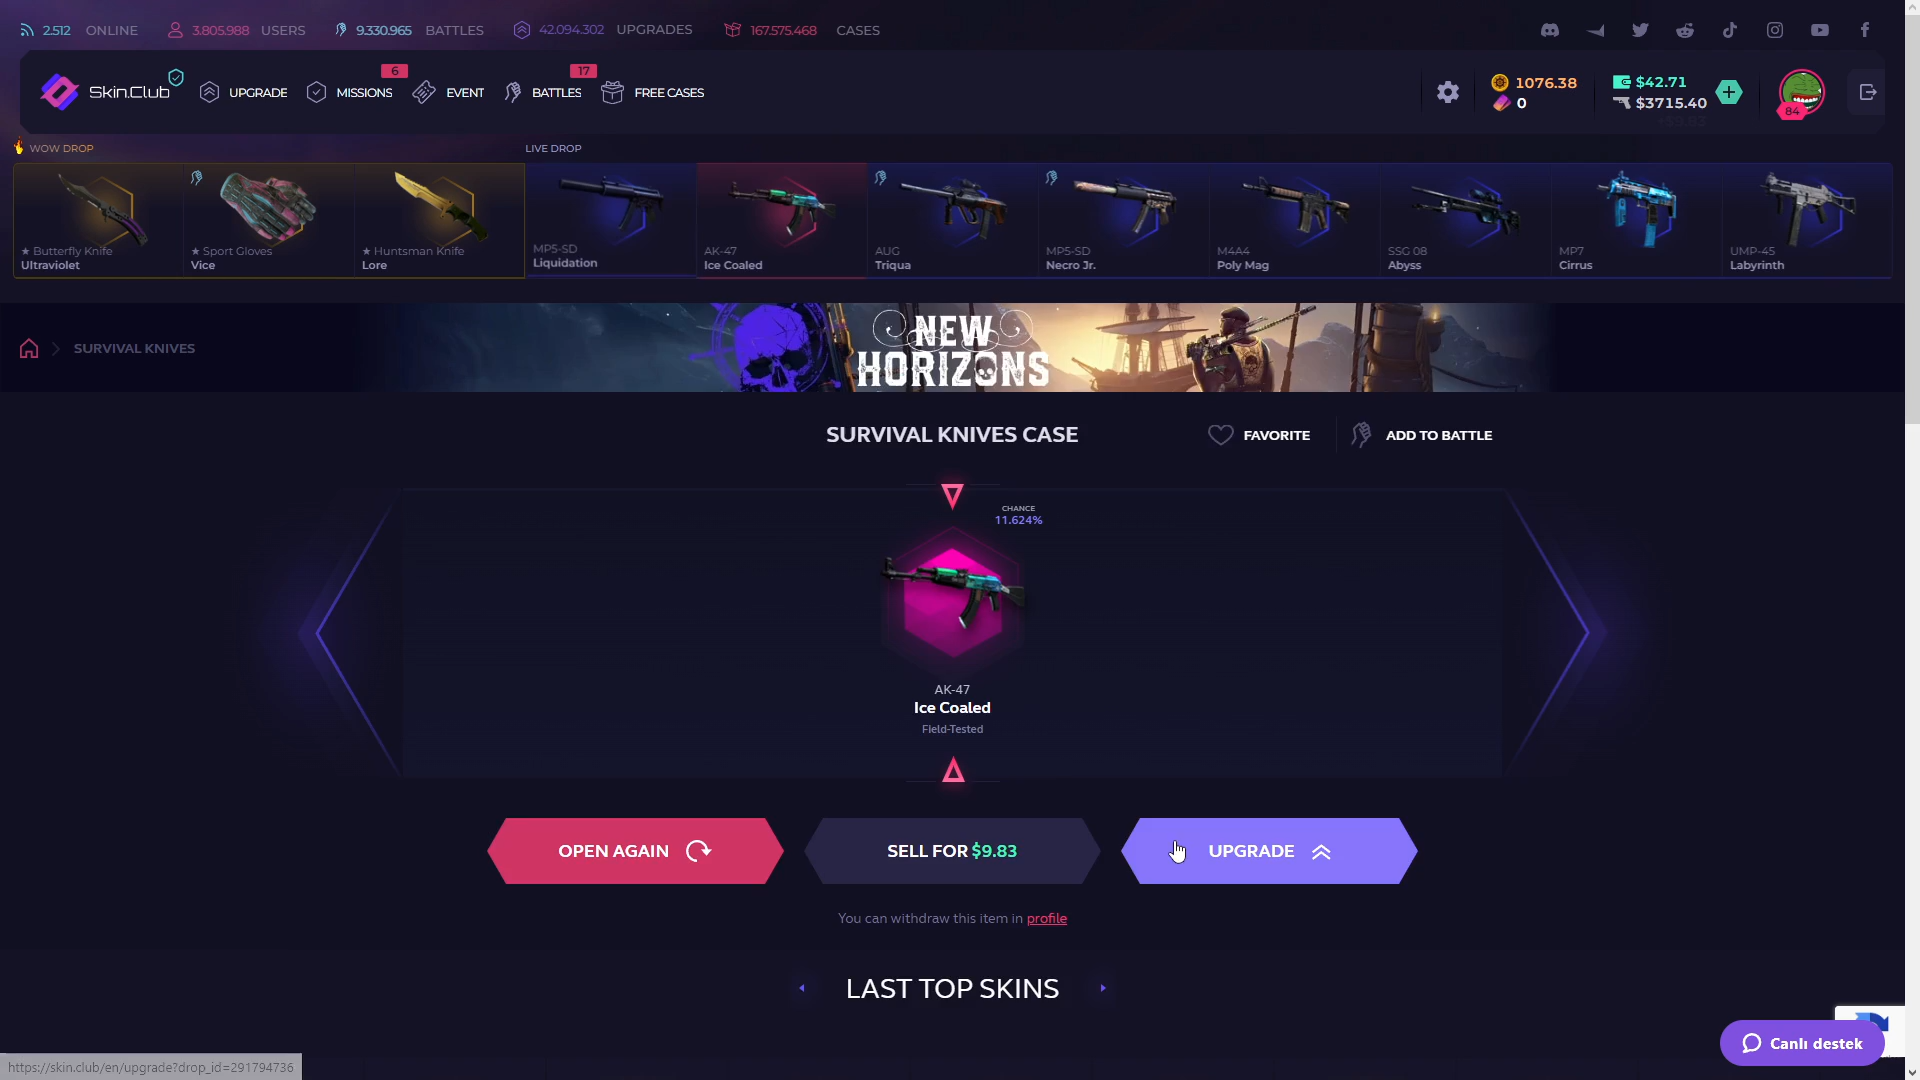 2.512 ONLINE 3.805.988 USERS 9.330.965 BATTLES 42.094.302 UPGRADES 167.575.468 CASES
Skin.Club UPGRADE MISSIONS 6 EVENT BATTLES 17 FREE CASES
1076.38 $42.71
0 $3715.40
84
WOW DROP LIVE DROP
★ Butterfly Knife
Ultraviolet
★ Sport Gloves
Vice
★ Huntsman Knife
Lore
MP5-SD
Liquidation
AK-47
Ice Coaled
AUG
Triqua
MP5-SD
Necro Jr.
M4A4
Poly Mag
SSG 08
Abyss
MP7
Cirrus
UMP-45
Labyrinth
SURVIVAL KNIVES
NEW
HORIZONS
SURVIVAL KNIVES CASE FAVORITE ADD TO BATTLE
CHANCE
11.624%
AK-47
Ice Coaled
Field-Tested
OPEN AGAIN SELL FOR $9.83 UPGRADE
You can withdraw this item in profile
LAST TOP SKINS
Canlı destek
https://skin.club/en/upgrade?drop_id=291794736